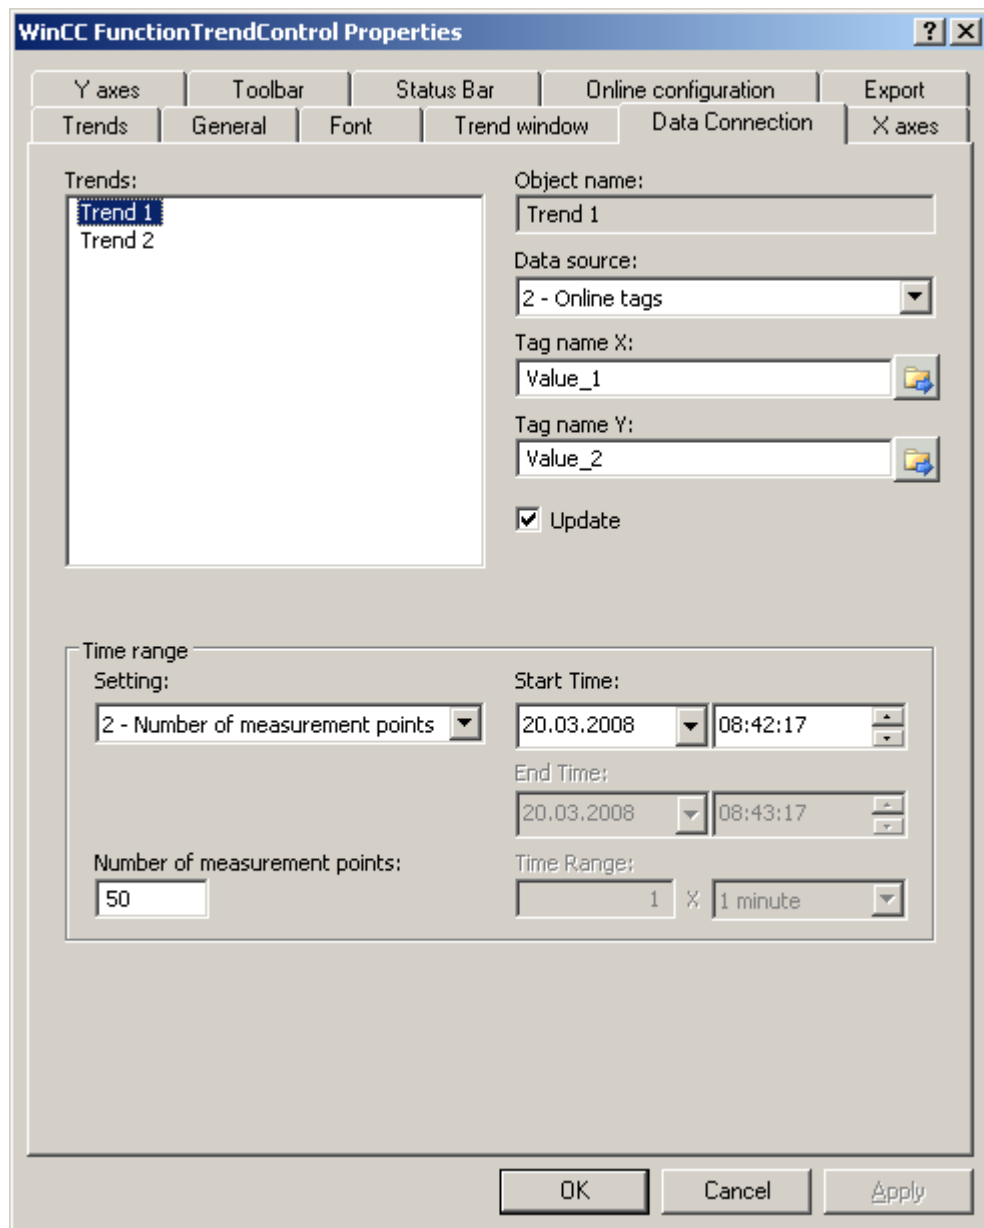 WinCC FunctionTrendControl Properties
Y axes Toolbar Status Bar Online configuration Export
Trends General Font Trend window Data Connection X axes
Trends:
Trend 1
Trend 2
Object name:
Trend 1
Data source:
2 - Online tags
Tag name X:
Value_1
Tag name Y:
Value_2
Update
Time range
Setting:
2 - Number of measurement points
Start Time:
20.03.2008 08:42:17
End Time:
20.03.2008 08:43:17
Number of measurement points:
50
Time Range:
1 X 1 minute
OK Cancel Apply